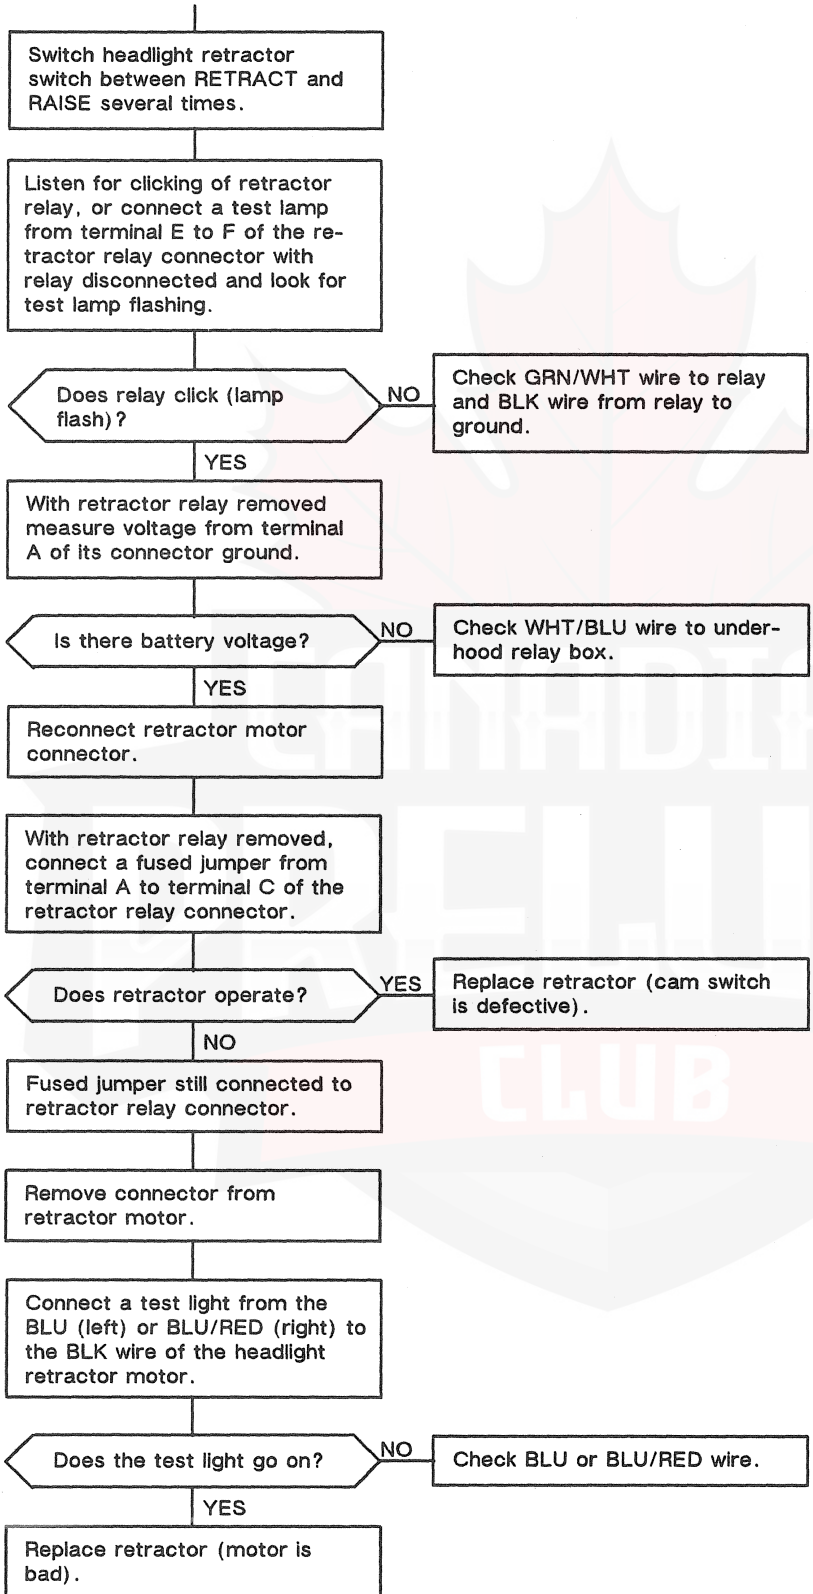 Switch headlight retractor
switch between RETRACT and
RAISE several times.
Listen for clicking of retractor
relay, or connect a test lamp
from terminal E to F of the re-
tractor relay connector with
relay disconnected and look for
test lamp flashing.
Does relay click (lamp
flash)?
NO
Check GRN/WHT wire to relay
and BLK wire from relay to
ground.
YES
With retractor relay removed
measure voltage from terminal
A of its connector ground.
Is there battery voltage?
NO
Check WHT/BLU wire to under-
hood relay box.
YES
Reconnect retractor motor
connector.
With retractor relay removed,
connect a fused jumper from
terminal A to terminal C of the
retractor relay connector.
Does retractor operate?
YES
Replace retractor (cam switch
is defective).
NO
Fused jumper still connected to
retractor relay connector.
Remove connector from
retractor motor.
Connect a test light from the
BLU (left) or BLU/RED (right) to
the BLK wire of the headlight
retractor motor.
Does the test light go on?
NO
Check BLU or BLU/RED wire.
YES
Replace retractor (motor is
bad).
CLUB